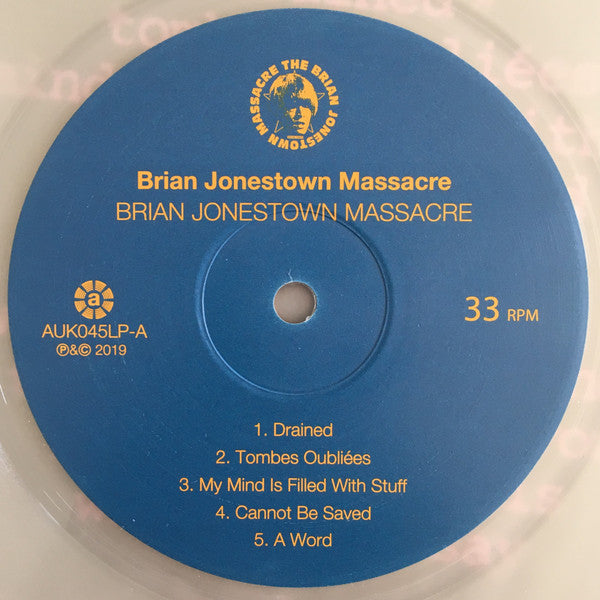 THE BRIAN JONESTOWN MASSACRE
Brian Jonestown Massacre
BRIAN JONESTOWN MASSACRE
a
AUK045LP-A
℗&© 2019
33 RPM
1. Drained
2. Tombes Oubliées
3. My Mind Is Filled With Stuff
4. Cannot Be Saved
5. A Word